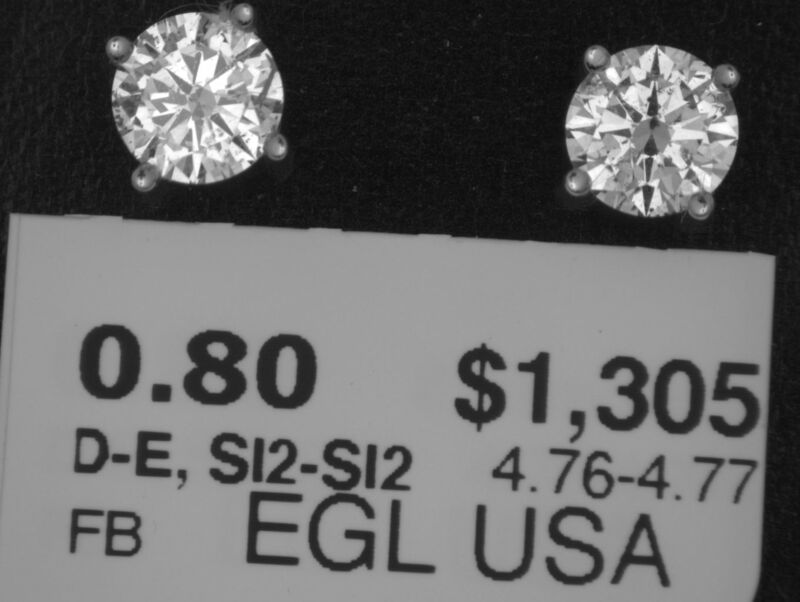 0.80 $1,305
D-E, SI2-SI2 4.76-4.77
FB EGL USA